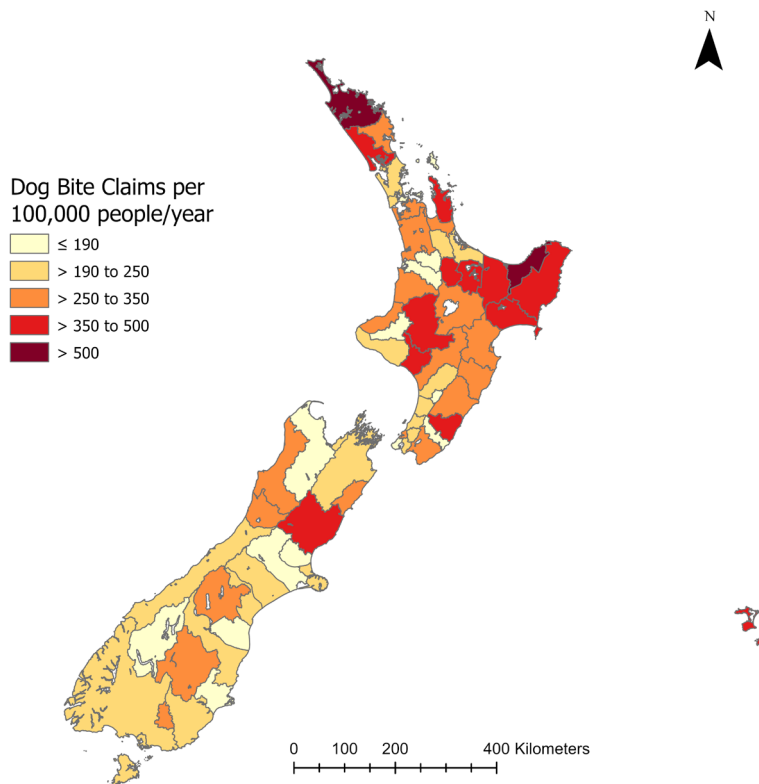 N
Dog Bite Claims per
100,000 people/year
≤ 190
> 190 to 250
> 250 to 350
> 350 to 500
> 500
0 100 200 400 Kilometers